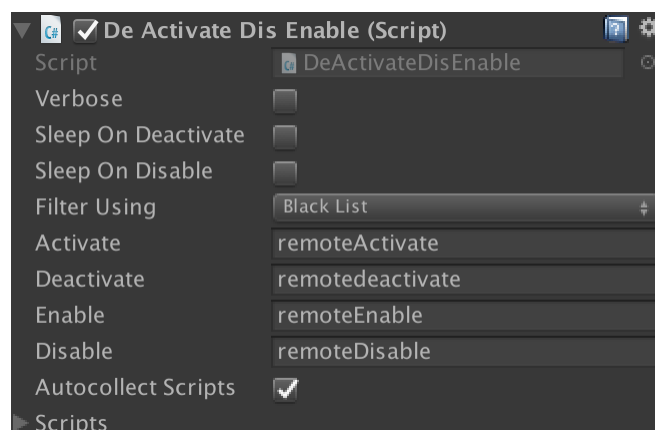 De Activate Dis Enable (Script)
Script DeActivateDisEnable
Verbose
Sleep On Deactivate
Sleep On Disable
Filter Using Black List
Activate remoteActivate
Deactivate remotedeactivate
Enable remoteEnable
Disable remoteDisable
Autocollect Scripts
Scripts